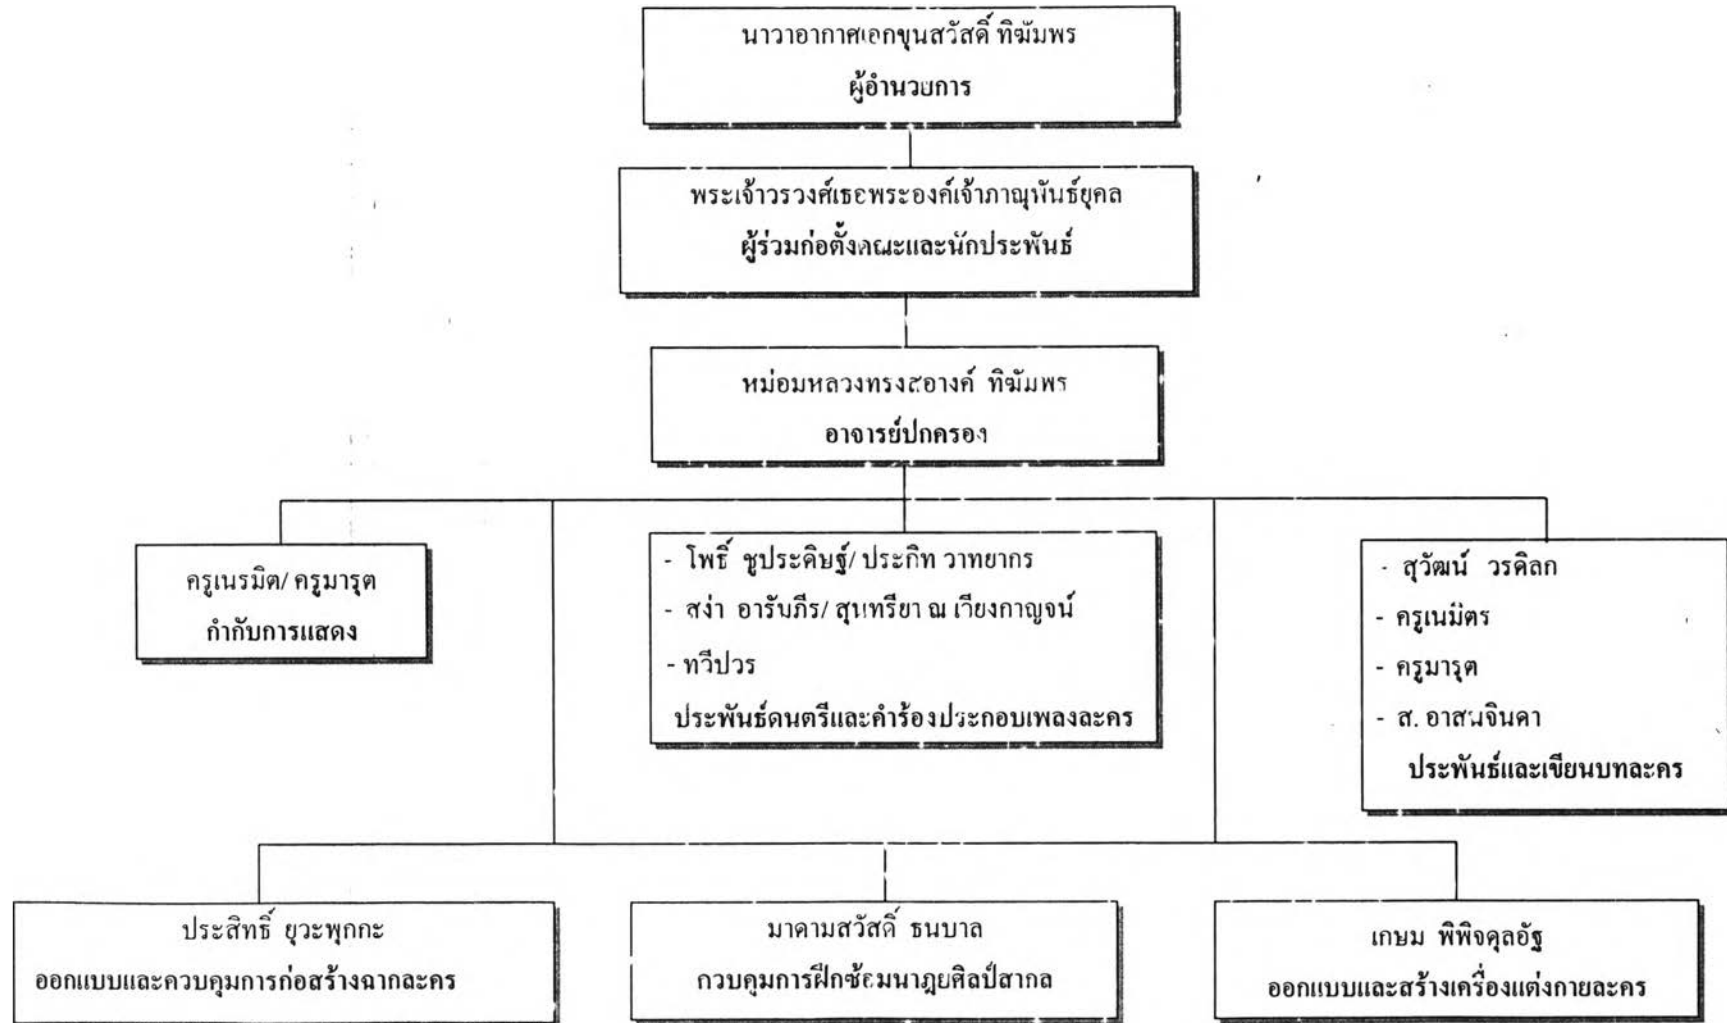 นาวาอากาศเอกขุนสวัสดิ์ ทิฆัมพร
ผู้อำนวยการ
พระเจ้าวรวงศ์เธอพระองค์เจ้าภาณุพันธ์ยุคล
ผู้ร่วมก่อตั้งคณะและนักประพันธ์
หม่อมหลวงทรงสอางค์ ทิฆัมพร
อาจารย์ปกครอง
ครูเนรมิต/ ครูมารุต
กำกับการแสดง
- โพธิ์ ชูประดิษฐ์/ ประกิท วาทยากร
- สง่า อารัมภีร/ สุนทรียา ณ เวียงกาญจน์
- ทวีปวร
ประพันธ์ดนตรีและคำร้องประกอบเพลงละคร
- สุวัฒน์ วรดิลก
- ครูเนมิตร
- ครูมารุต
- ส. อาสนจินดา
ประพันธ์และเขียนบทละคร
ประสิทธิ์ ยุวะพุกกะ
ออกแบบและควบคุมการก่อสร้างฉากละคร
มาดามสวัสดิ์ ธนบาล
ควบคุมการฝึกซ้อมนาฎยศิลป์สากล
เกษม พิพิจดุลอัฐ
ออกแบบและสร้างเครื่องแต่งกายละคร